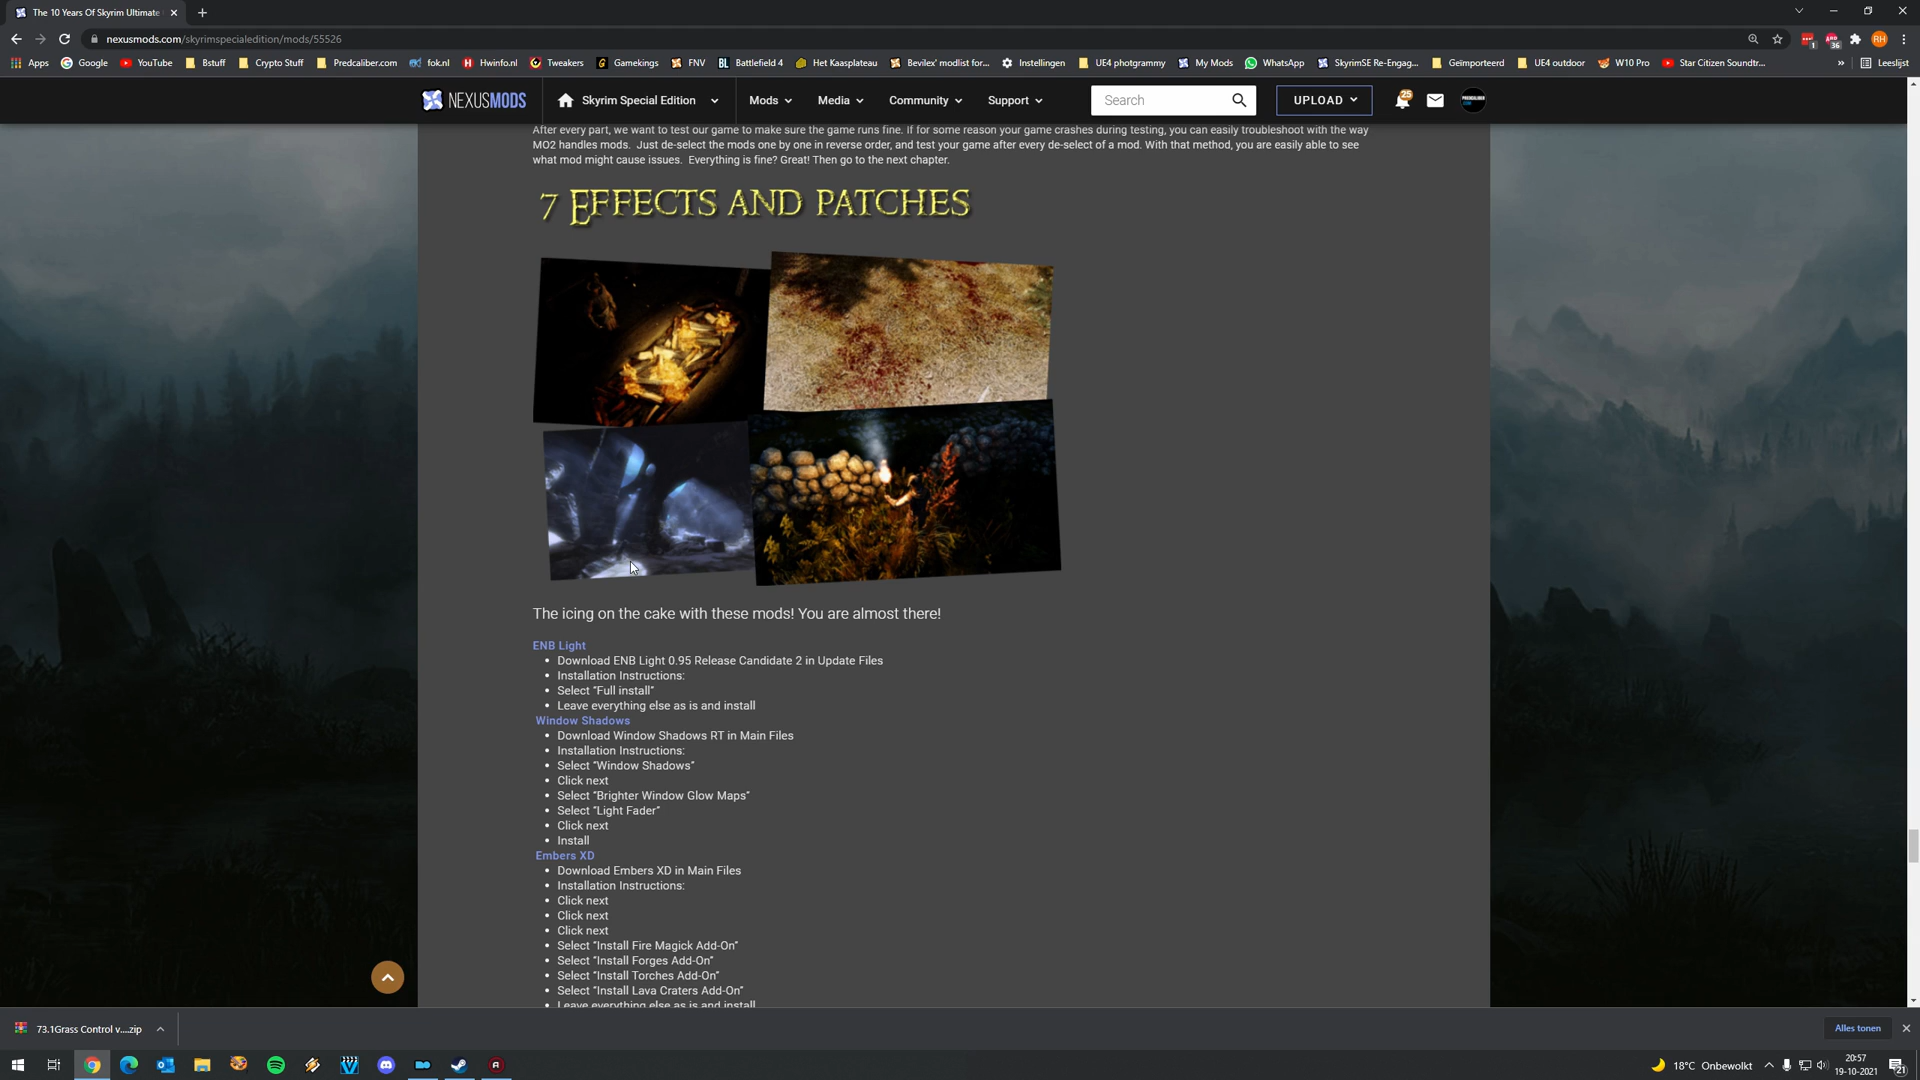 The 10 Years Of Skyrim Ultimate
nexusmods.com/skyrimspecialedition/mods/55526
Apps Google YouTube Bstuff Crypto Stuff Predcaliber.com fok.nl Hwinfo.nl Tweakers Gamekings FNV Battlefield 4 Het Kaasplateau Bevilex' modlist for... Instellingen UE4 photgrammy My Mods WhatsApp SkyrimSE Re-Engag... Geïmporteerd UE4 outdoor W10 Pro Star Citizen Soundtr... » Leeslijst
NEXUSMODS Skyrim Special Edition Mods Media Community Support Search UPLOAD 25
After every part, we want to test our game to make sure the game runs fine. If for some reason your game crashes during testing, you can easily troubleshoot with the way
MO2 handles mods. Just de-select the mods one by one in reverse order, and test your game after every de-select of a mod. With that method, you are easily able to see
what mod might cause issues. Everything is fine? Great! Then go to the next chapter.
7 Effects and patches
The icing on the cake with these mods! You are almost there!
ENB Light
• Download ENB Light 0.95 Release Candidate 2 in Update Files
• Installation Instructions:
• Select “Full install”
• Leave everything else as is and install
Window Shadows
• Download Window Shadows RT in Main Files
• Installation Instructions:
• Select “Window Shadows”
• Click next
• Select “Brighter Window Glow Maps”
• Select “Light Fader”
• Click next
• Install
Embers XD
• Download Embers XD in Main Files
• Installation Instructions:
• Click next
• Click next
• Click next
• Select “Install Fire Magick Add-On”
• Select “Install Forges Add-On”
• Select “Install Torches Add-On”
• Select “Install Lava Craters Add-On”
• Leave everything else as is and install
73.1Grass Control v....zip Alles tonen
18°C Onbewolkt 20:57
19-10-2021 21